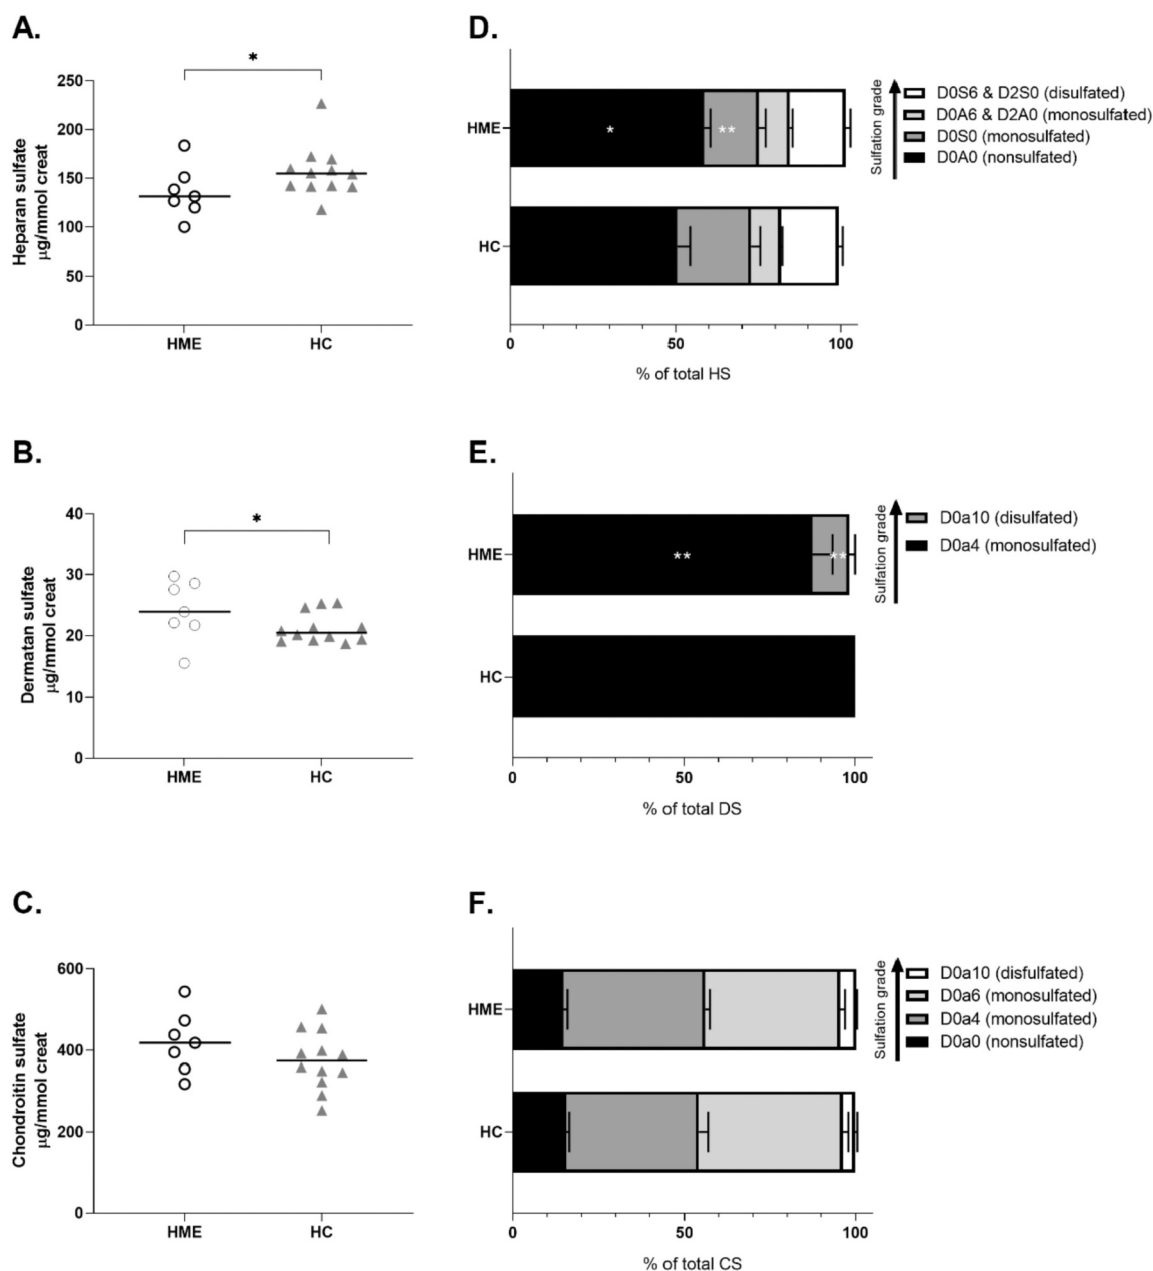 A.
*
250
200
150
100
50
0
Heparan sulfate
µg/mmol creat
HME
HC
D.
HME
*
**
HC
0
50
100
% of total HS
Sulfation grade
D0S6 & D2S0 (disulfated)
D0A6 & D2A0 (monosulfated)
D0S0 (monosulfated)
D0A0 (nonsulfated)
B.
*
40
30
20
10
0
Dermatan sulfate
µg/mmol creat
HME
HC
E.
HME
**
**
HC
0
50
100
% of total DS
Sulfation grade
D0a10 (disulfated)
D0a4 (monosulfated)
C.
600
400
200
0
Chondroitin sulfate
µg/mmol creat
HME
HC
F.
HME
HC
0
50
100
% of total CS
Sulfation grade
D0a10 (disfulfated)
D0a6 (monosulfated)
D0a4 (monosulfated)
D0a0 (nonsulfated)